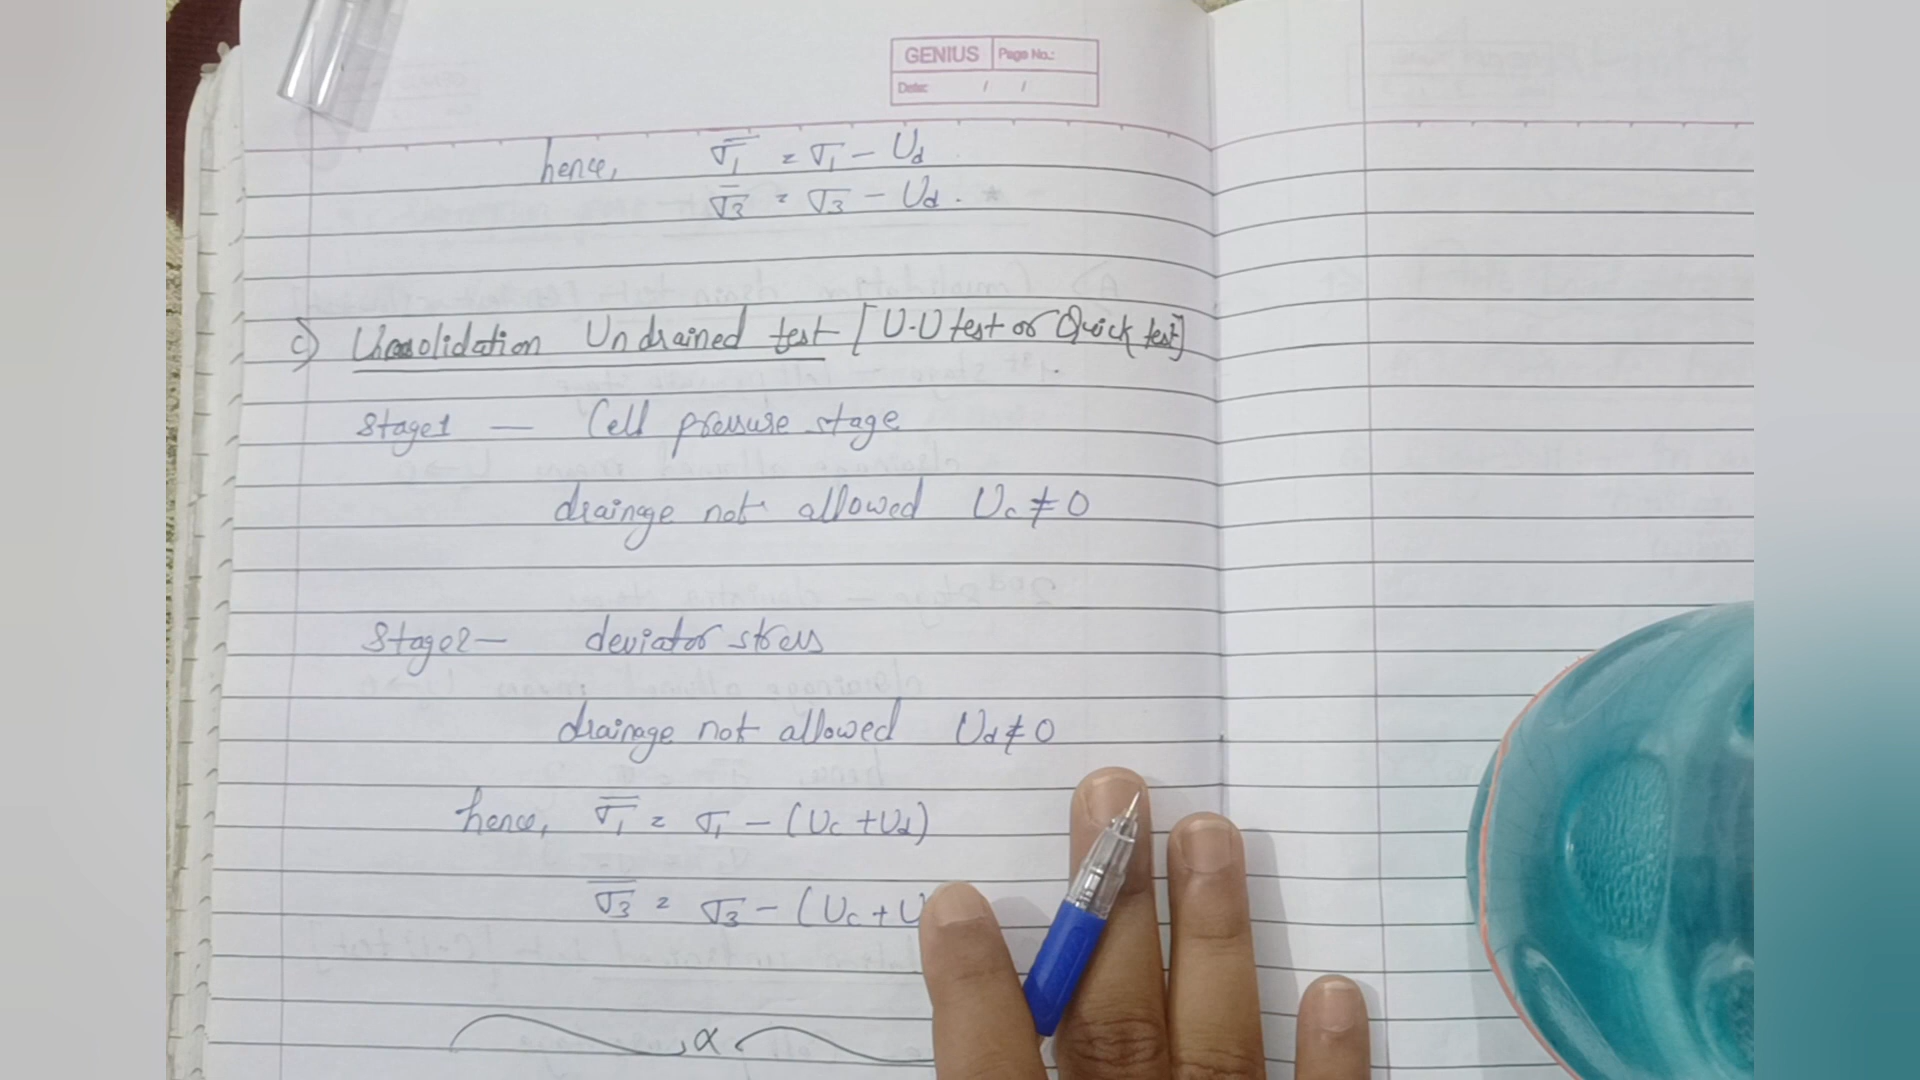 GENIUS Page No.:
Date: / /
hence, σ̅₁ = σ₁ - Ud
σ̅₃ = σ₃ - Ud.
c) Undrained test [U-U test or Quick test]
Stage1 — Cell pressure stage
drainage not allowed Uc ≠ 0
Stage2 — deviator stress
drainage not allowed Ud ≠ 0
hence, σ̅₁ = σ₁ - (Uc + Ud)
σ̅₃ = σ₃ - (Uc + U